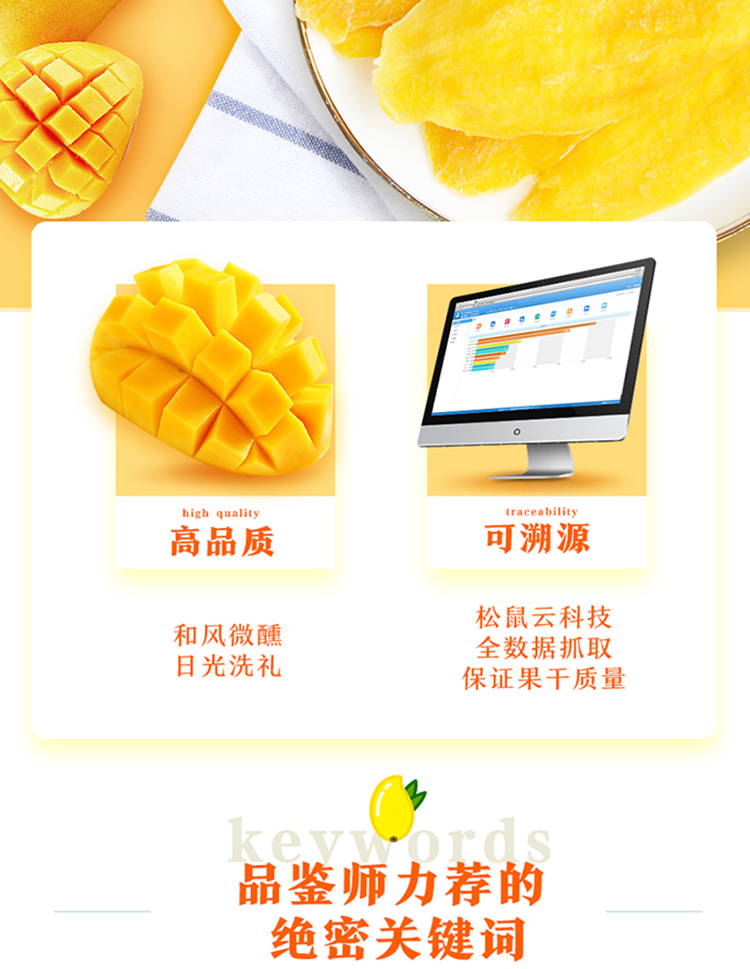 high quality
高品质
和风微醺
日光洗礼
traceability
可溯源
松鼠云科技
全数据抓取
保证果干质量
keywords
品鉴师力荐的
绝密关键词